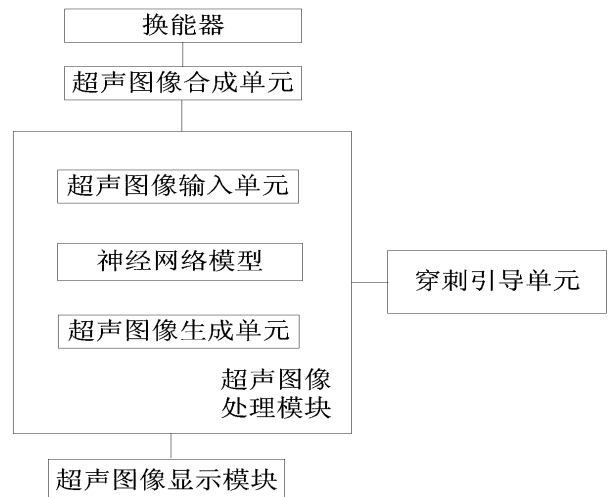 换能器
超声图像合成单元
超声图像输入单元
神经网络模型
穿刺引导单元
超声图像生成单元
超声图像
处理模块
超声图像显示模块